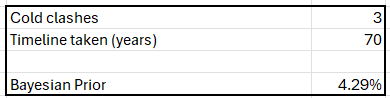 Cold clashes 3
Timeline taken (years) 70
Bayesian Prior 4.29%